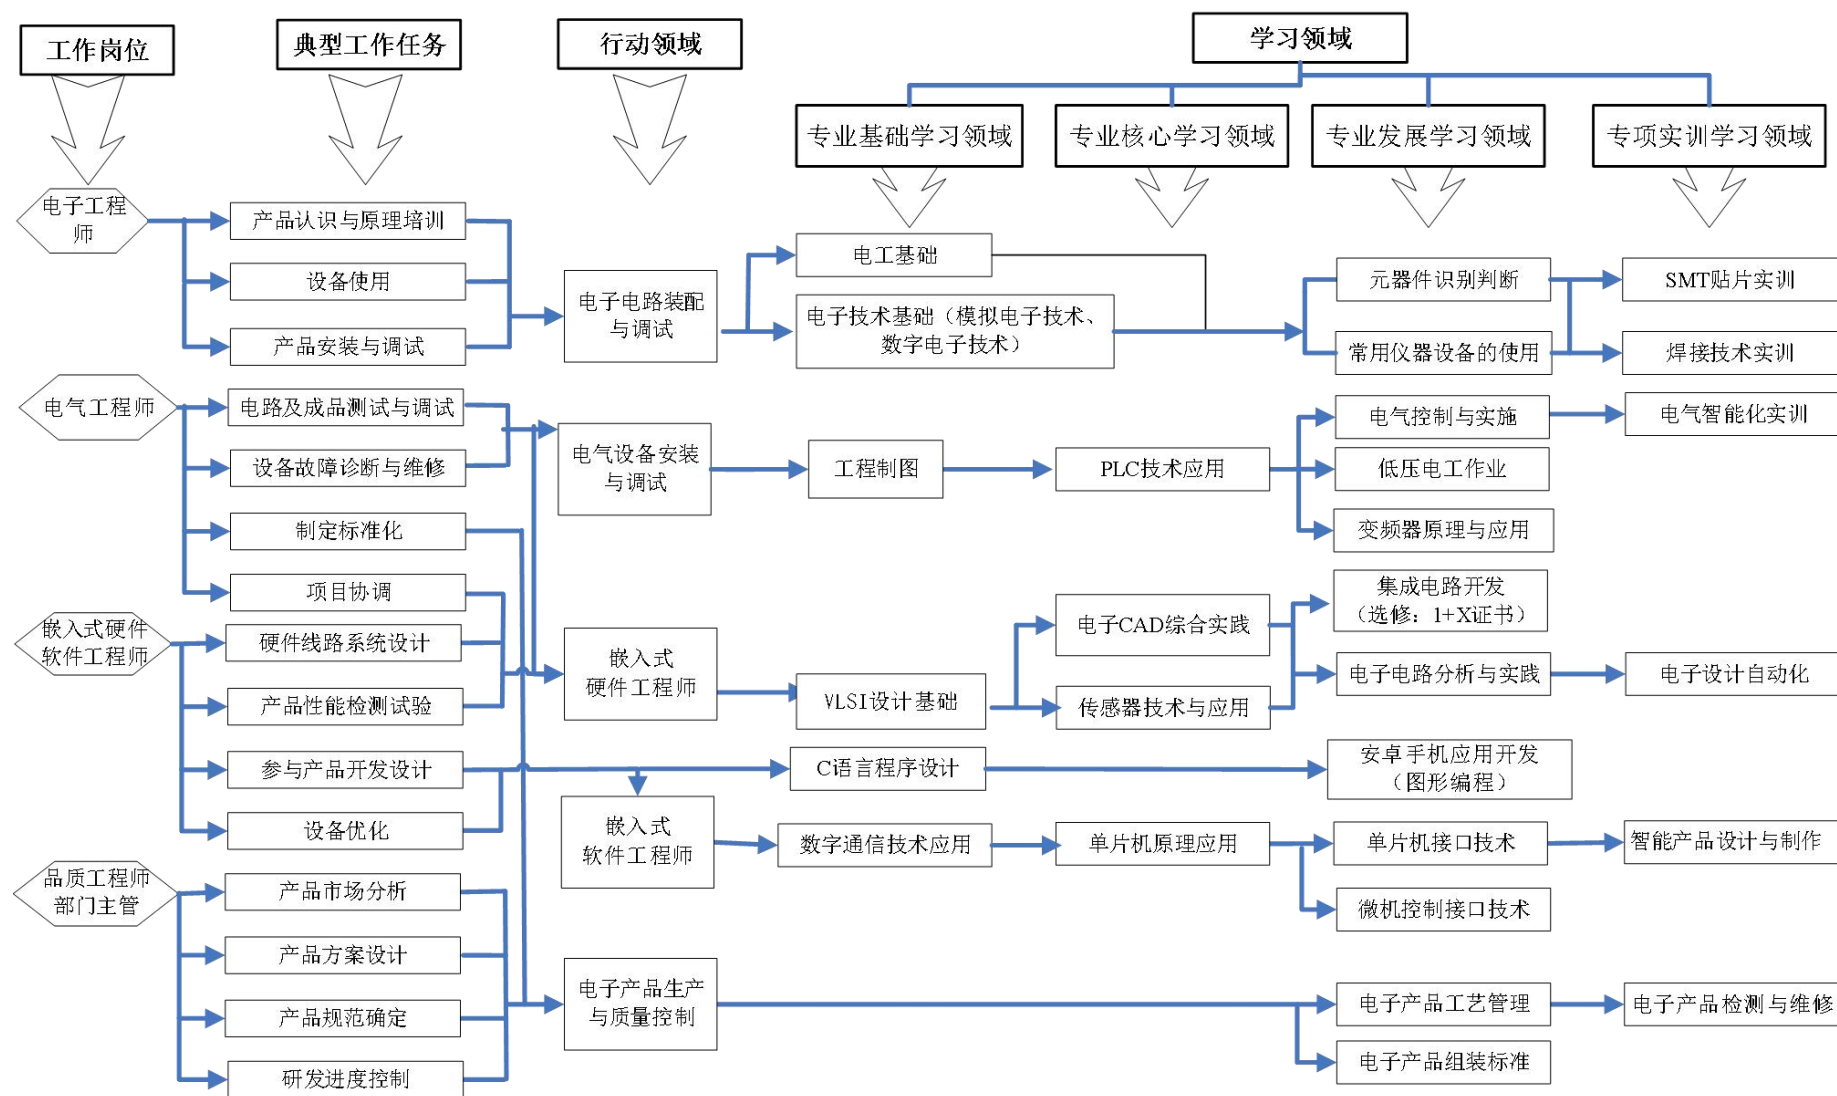 工作岗位
典型工作任务
行动领域
学习领域
专业基础学习领域
专业核心学习领域
专业发展学习领域
专项实训学习领域
电子工程
师
产品认识与原理培训
设备使用
产品安装与调试
电子电路装配
与调试
电工基础
电子技术基础（模拟电子技术、
数字电子技术）
元器件识别判断
常用仪器设备的使用
SMT贴片实训
焊接技术实训
电气工程师
电路及成品测试与调试
设备故障诊断与维修
制定标准化
项目协调
电气设备安装
与调试
工程制图
PLC技术应用
电气控制与实施
低压电工作业
变频器原理与应用
电气智能化实训
嵌入式硬件
软件工程师
硬件线路系统设计
产品性能检测试验
参与产品开发设计
设备优化
嵌入式
硬件工程师
VLSI设计基础
电子CAD综合实践
传感器技术与应用
集成电路开发
（选修：1+X证书）
电子电路分析与实践
电子设计自动化
C语言程序设计
安卓手机应用开发
（图形编程）
嵌入式
软件工程师
数字通信技术应用
单片机原理应用
单片机接口技术
微机控制接口技术
智能产品设计与制作
品质工程师
部门主管
产品市场分析
产品方案设计
产品规范确定
研发进度控制
电子产品生产
与质量控制
电子产品工艺管理
电子产品组装标准
电子产品检测与维修